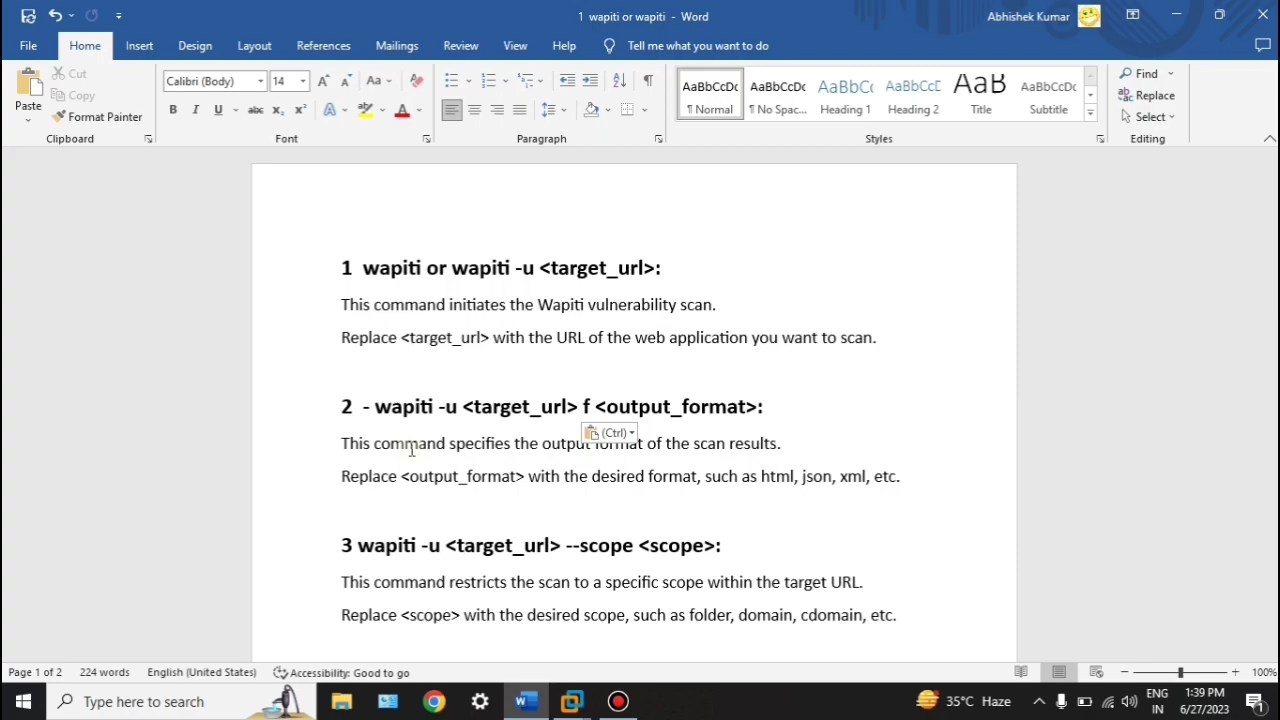 1 wapiti or wapiti - Word
Abhishek Kumar
File Home Insert Design Layout References Mailings Review View Help Tell me what you want to do
Paste
Cut
Copy
Format Painter
Clipboard
Calibri (Body) 14
Font
Paragraph
AaBbCcDc AaBbCcDc AaBbC AaBbCcD AaB AaBbCcDc
¶ Normal ¶ No Spac... Heading 1 Heading 2 Title Subtitle
Styles
Find
Replace
Select
Editing
1 wapiti or wapiti -u <target_url>:
This command initiates the Wapiti vulnerability scan.
Replace <target_url> with the URL of the web application you want to scan.
2 - wapiti -u <target_url> f <output_format>:
(Ctrl)
This command specifies the output format of the scan results.
Replace <output_format> with the desired format, such as html, json, xml, etc.
3 wapiti -u <target_url> --scope <scope>:
This command restricts the scan to a specific scope within the target URL.
Replace <scope> with the desired scope, such as folder, domain, cdomain, etc.
Page 1 of 2 224 words English (United States) Accessibility: Good to go 100%
Type here to search
35°C Haze
ENG
IN
1:39 PM
6/27/2023
1